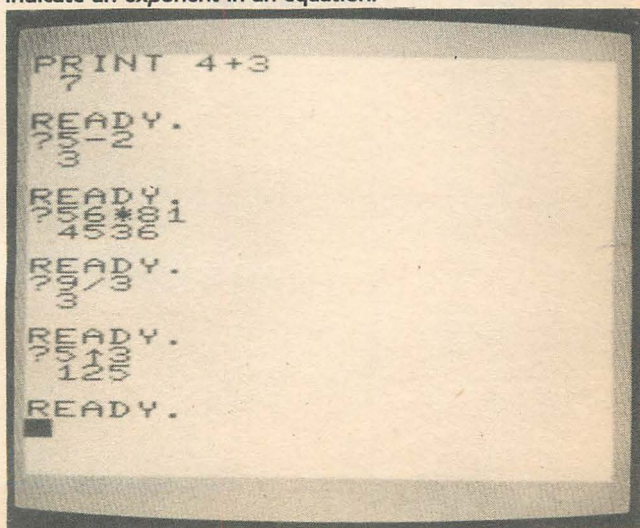 indicate an exponent in an equation.
PRINT 4+3
7
READY.
?5-2
3
READY.
?56*81
4536
READY.
?9/3
3
READY.
?5↑3
125
READY.